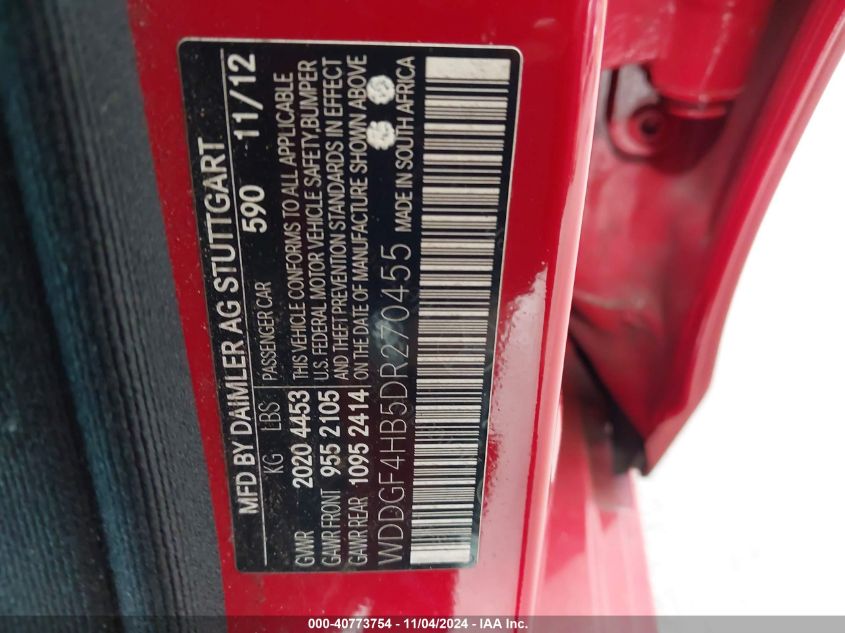 MFD BY DAIMLER AG STUTTGART
590 11/12
KG LBS PASSENGER CAR
GWR 2020 4453 THIS VEHICLE CONFORMS TO ALL APPLICABLE
GAWR FRONT 955 2105 U.S. FEDERAL MOTOR VEHICLE SAFETY, BUMPER
GAWR REAR 1095 2414 AND THEFT PREVENTION STANDARDS IN EFFECT
ON THE DATE OF MANUFACTURE SHOWN ABOVE
WDDGF4HB5DR270455 MADE IN SOUTH AFRICA
000-40773754 - 11/04/2024 - IAA Inc.